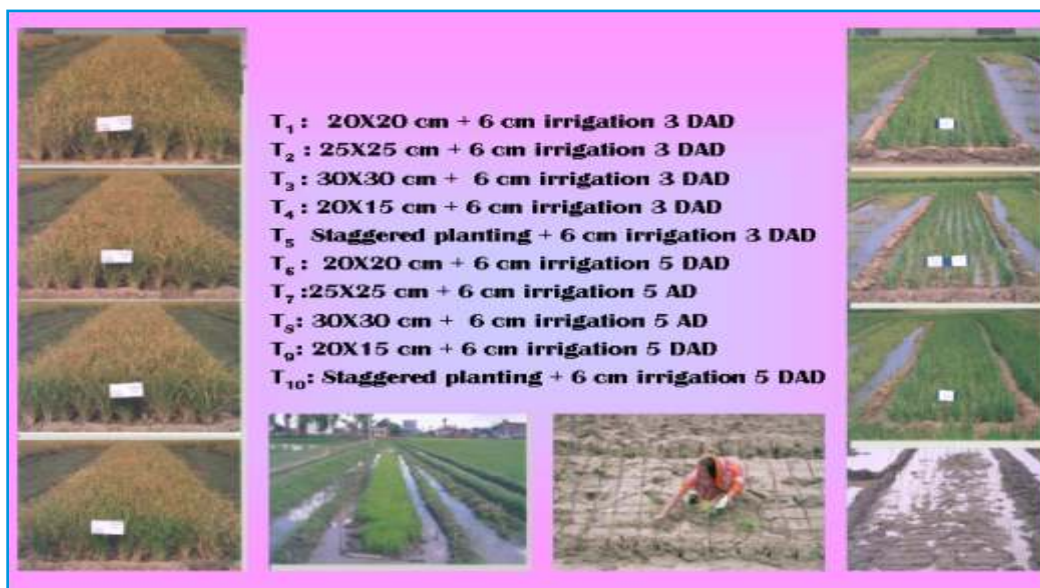 T1 : 20X20 cm + 6 cm irrigation 3 DAD
T2 : 25X25 cm + 6 cm irrigation 3 DAD
T3 : 30X30 cm + 6 cm irrigation 3 DAD
T4 : 20X15 cm + 6 cm irrigation 3 DAD
T5 Staggered planting + 6 cm irrigation 3 DAD
T6 : 20X20 cm + 6 cm irrigation 5 DAD
T7 :25X25 cm + 6 cm irrigation 5 AD
T8 : 30X30 cm + 6 cm irrigation 5 AD
T9 : 20X15 cm + 6 cm irrigation 5 DAD
T10: Staggered planting + 6 cm irrigation 5 DAD